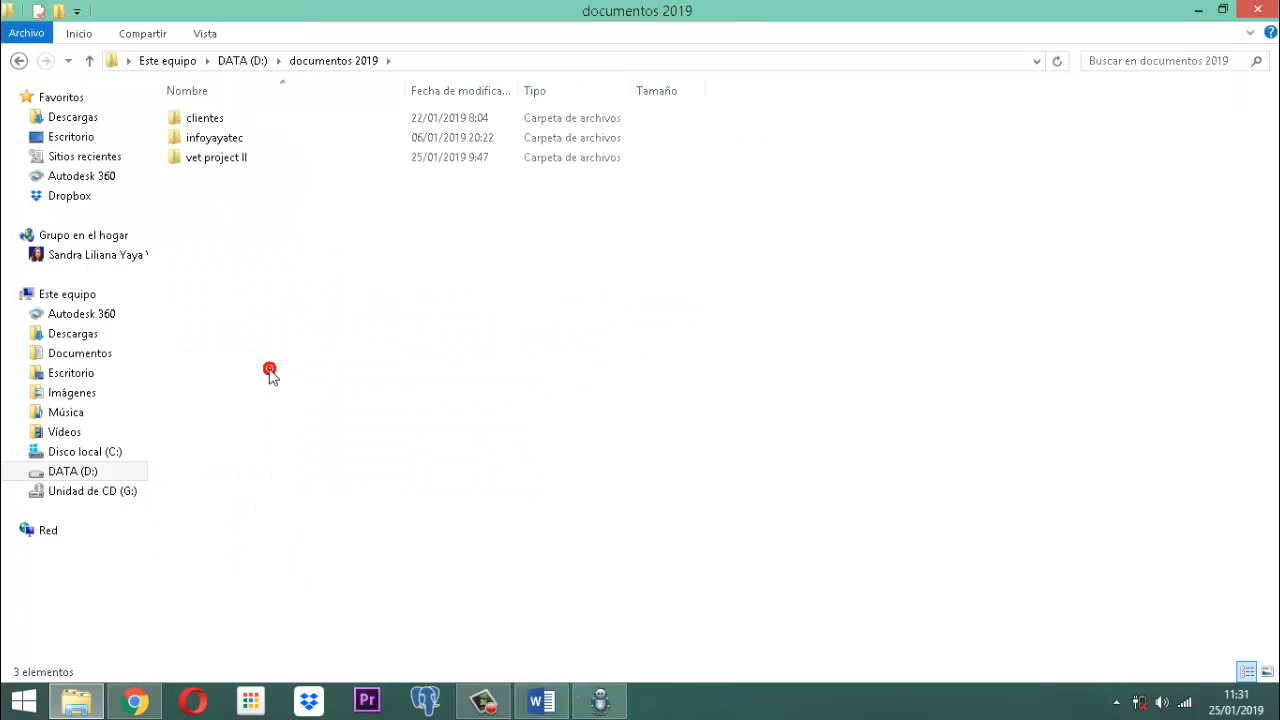 documentos 2019
Archivo Inicio Compartir Vista
Este equipo DATA (D:) documentos 2019 Buscar en documentos 2019
Nombre Fecha de modifica... Tipo Tamaño
clientes 22/01/2019 8:04 Carpeta de archivos
infoyayatec 06/01/2019 20:22 Carpeta de archivos
vet project II 25/01/2019 9:47 Carpeta de archivos
Favoritos
Descargas
Escritorio
Sitios recientes
Autodesk 360
Dropbox
Grupo en el hogar
Sandra Liliana Yaya
Este equipo
Autodesk 360
Descargas
Documentos
Escritorio
Imágenes
Música
Vídeos
Disco local (C:)
DATA (D:)
Unidad de CD (G:)
Red
3 elementos
Pr
11:31
25/01/2019